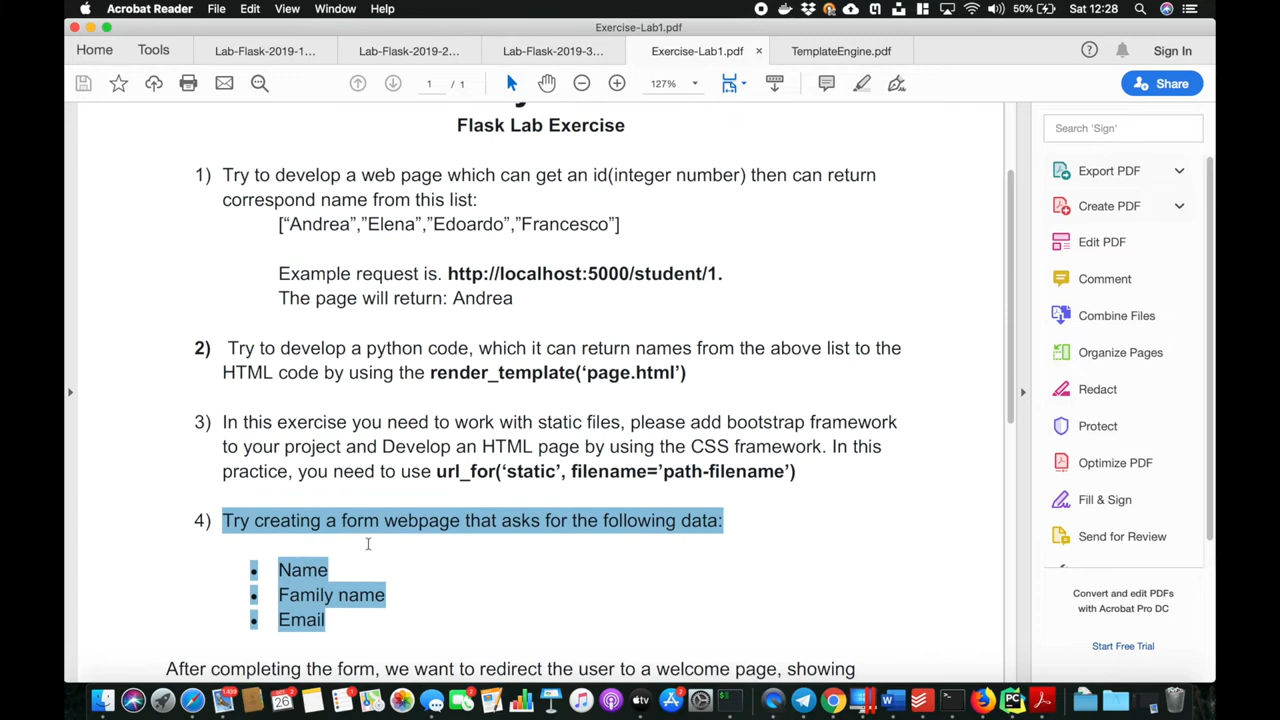 Acrobat Reader File Edit View Window Help 50% Sat 12:28
Exercise-Lab1.pdf
Home Tools Lab-Flask-2019-1... Lab-Flask-2019-2... Lab-Flask-2019-3... Exercise-Lab1.pdf × TemplateEngine.pdf Sign In
1 / 1 127% Share
Flask Lab Exercise
1) Try to develop a web page which can get an id(integer number) then can return
correspond name from this list:
[“Andrea”,”Elena”,”Edoardo”,”Francesco”]
Example request is. http://localhost:5000/student/1.
The page will return: Andrea
2) Try to develop a python code, which it can return names from the above list to the
HTML code by using the render_template(‘page.html’)
3) In this exercise you need to work with static files, please add bootstrap framework
to your project and Develop an HTML page by using the CSS framework. In this
practice, you need to use url_for(‘static’, filename=’path-filename’)
4) Try creating a form webpage that asks for the following data:
• Name
• Family name
• Email
After completing the form, we want to redirect the user to a welcome page, showing
Search 'Sign'
Export PDF
Create PDF
Edit PDF
Comment
Combine Files
Organize Pages
Redact
Protect
Optimize PDF
Fill & Sign
Send for Review
Convert and edit PDFs
with Acrobat Pro DC
Start Free Trial